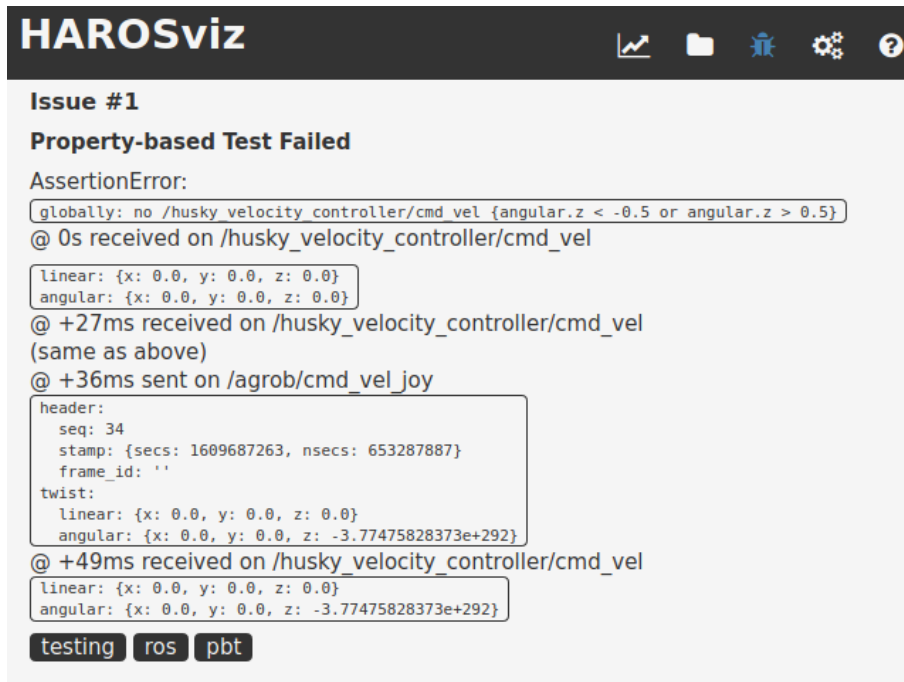 HAROSviz
Issue #1
Property-based Test Failed
AssertionError:
globally: no /husky_velocity_controller/cmd_vel {angular.z < -0.5 or angular.z > 0.5}
@ 0s received on /husky_velocity_controller/cmd_vel
linear: {x: 0.0, y: 0.0, z: 0.0}
angular: {x: 0.0, y: 0.0, z: 0.0}
@ +27ms received on /husky_velocity_controller/cmd_vel
(same as above)
@ +36ms sent on /agrob/cmd_vel_joy
header:
  seq: 34
  stamp: {secs: 1609687263, nsecs: 653287887}
  frame_id: ''
twist:
  linear: {x: 0.0, y: 0.0, z: 0.0}
  angular: {x: 0.0, y: 0.0, z: -3.77475828373e+292}
@ +49ms received on /husky_velocity_controller/cmd_vel
linear: {x: 0.0, y: 0.0, z: 0.0}
angular: {x: 0.0, y: 0.0, z: -3.77475828373e+292}
testing ros pbt